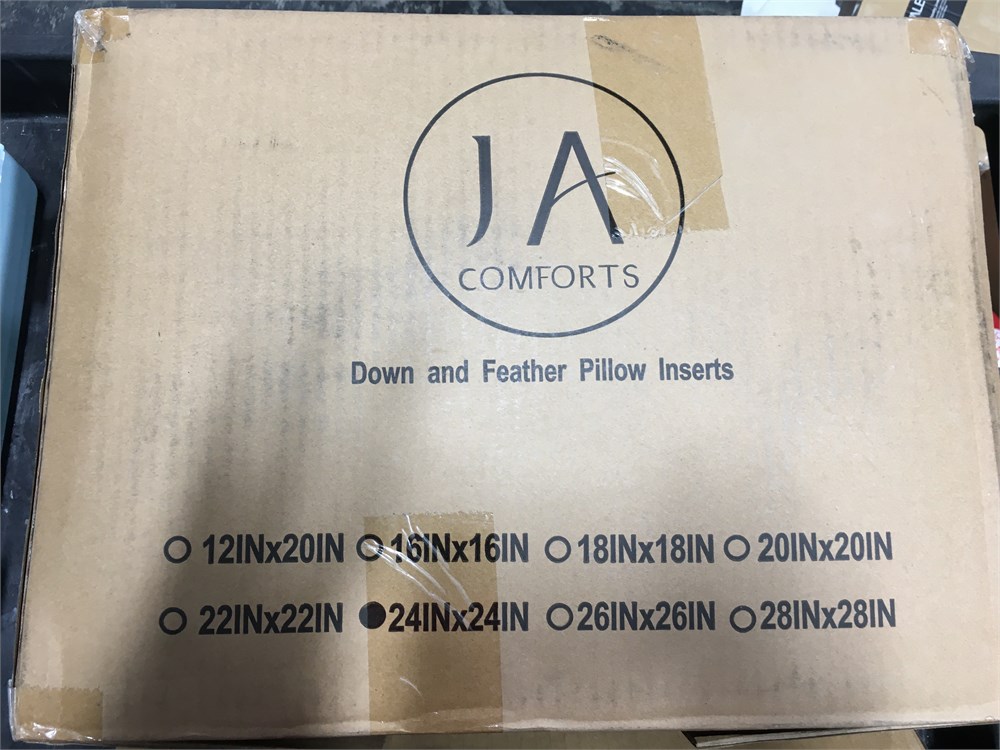 JA
COMFORTS
Down and Feather Pillow Inserts
12INx20IN 16INx16IN 18INx18IN 20INx20IN
22INx22IN 24INx24IN 26INx26IN 28INx28IN